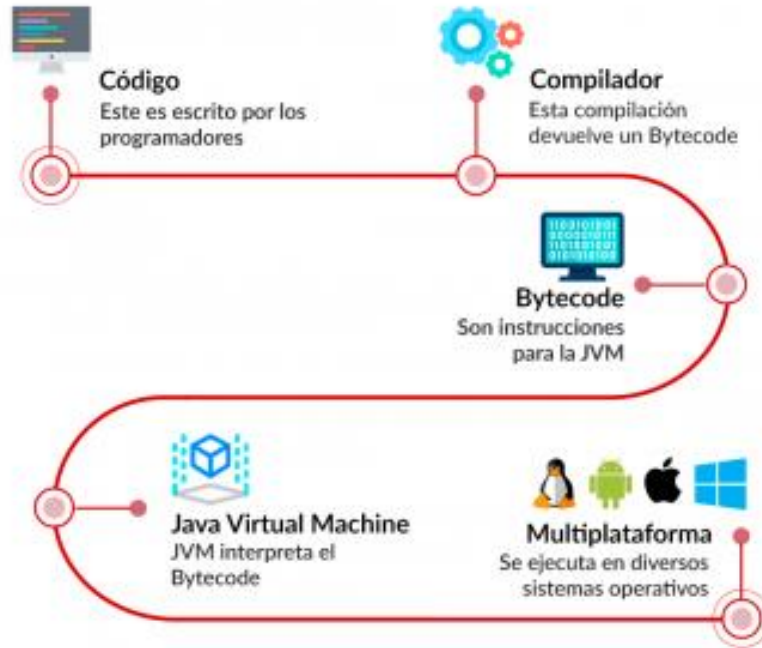 Código
Este es escrito por los
programadores
Compilador
Esta compilación
devuelve un Bytecode
110010100
Bytecode
Son instrucciones
para la JVM
Java Virtual Machine
JVM interpreta el
Bytecode
Multiplataforma
Se ejecuta en diversos
sistemas operativos